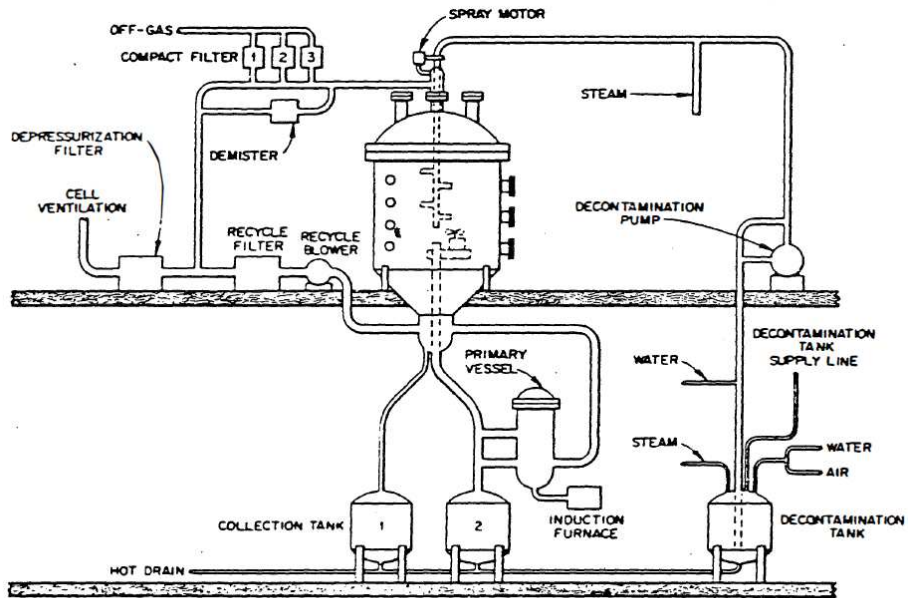 SPRAY MOTOR
OFF-GAS
COMPACT FILTER
1
2
3
STEAM
DEPRESSURIZATION
FILTER
DEMISTER
CELL
VENTILATION
RECYCLE
FILTER
RECYCLE
BLOWER
DECONTAMINATION
PUMP
DECONTAMINATION
TANK
SUPPLY LINE
PRIMARY
VESSEL
WATER
STEAM
WATER
AIR
COLLECTION TANK
1
2
INDUCTION
FURNACE
DECONTAMINATION
TANK
HOT DRAIN